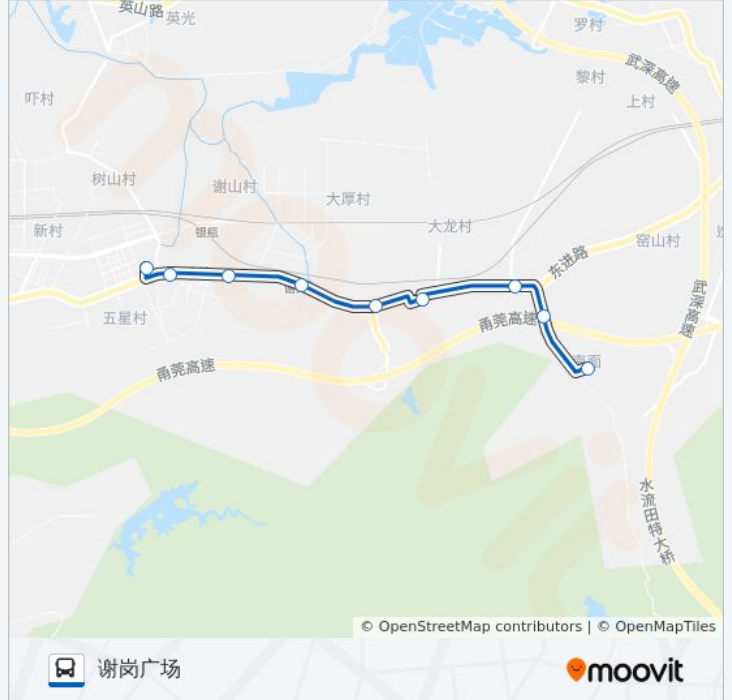 英山路
英光
罗村
武深高速
黎村
上村
吓村
树山村
谢山村
大厚村
大龙村
新村
银瓶
窑山村
东进路
武深高速
五星村
甬莞高速
甬莞高速
面
水流田特大桥
© OpenStreetMap contributors | © OpenMapTiles
谢岗广场
moovit